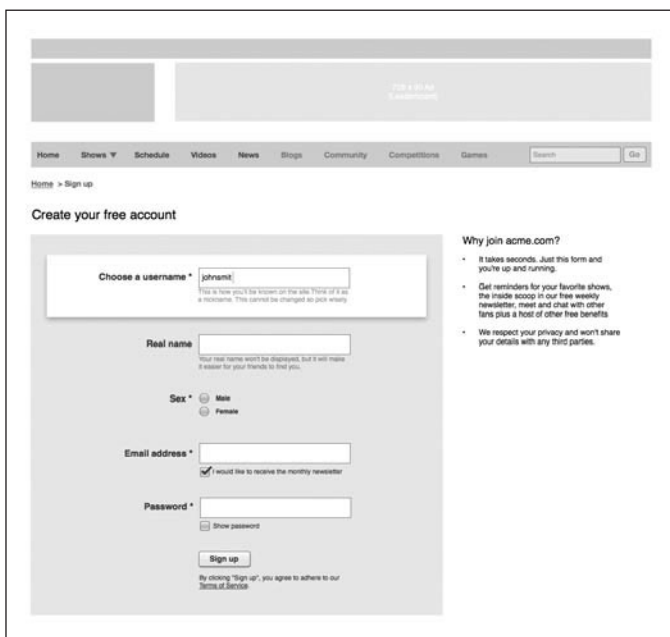 728 x 90 Ad
(Leaderboard)
Home Shows ▼ Schedule Videos News Blogs Community Competitions Games Search Go
Home > Sign up
Create your free account
Choose a username * johnsmit
This is how you'll be known on the site. Think of it as
a nickname. This cannot be changed so pick wisely.
Real name
Your real name won't be displayed, but it will make
it easier for your friends to find you.
Sex * Male
Female
Email address *
I would like to receive the monthly newsletter
Password *
Show password
Sign up
By clicking "Sign up", you agree to adhere to our
Terms of Service.
Why join acme.com?
• It takes seconds. Just this form and
you're up and running.
• Get reminders for your favorite shows,
the inside scoop in our free weekly
newsletter, meet and chat with other
fans plus a host of other free benefits
• We respect your privacy and won't share
your details with any third parties.